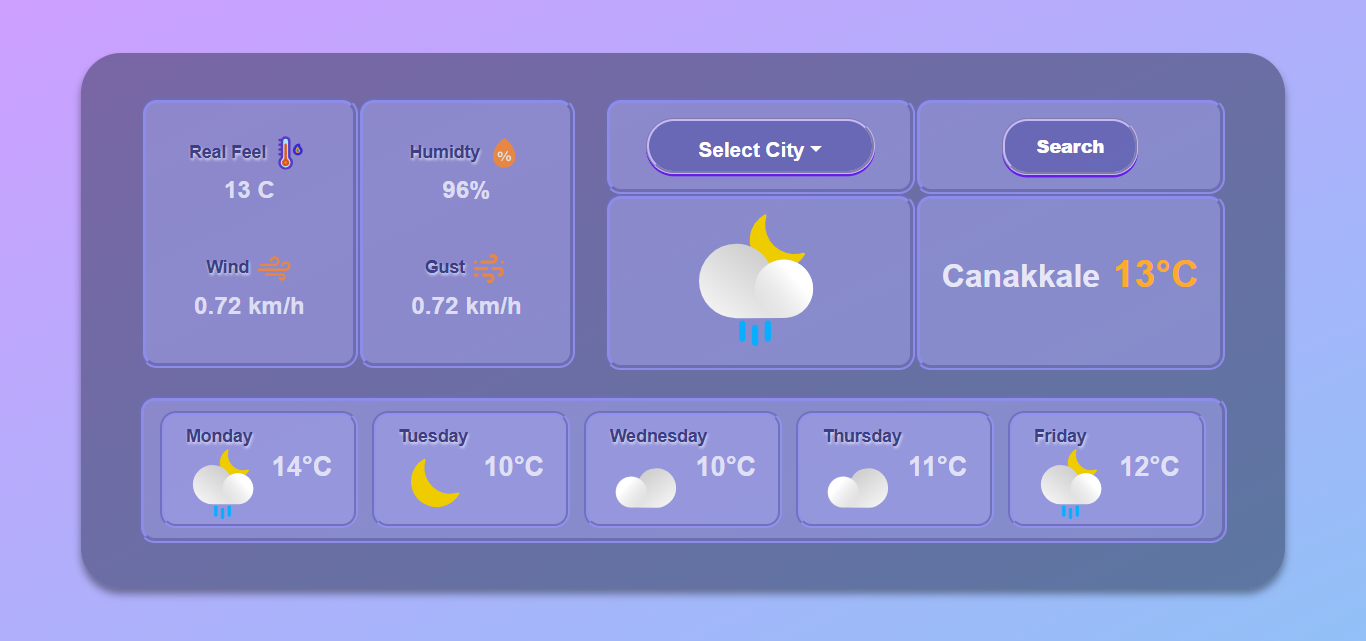 Real Feel
13 C
Humidty
%
96%
Wind
0.72 km/h
Gust
0.72 km/h
Select City
Search
Canakkale 13°C
Monday
14°C
Tuesday
10°C
Wednesday
10°C
Thursday
11°C
Friday
12°C